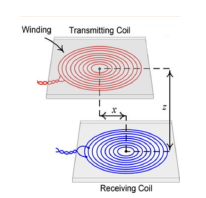 Winding Transmitting Coil
x
z
Receiving Coil